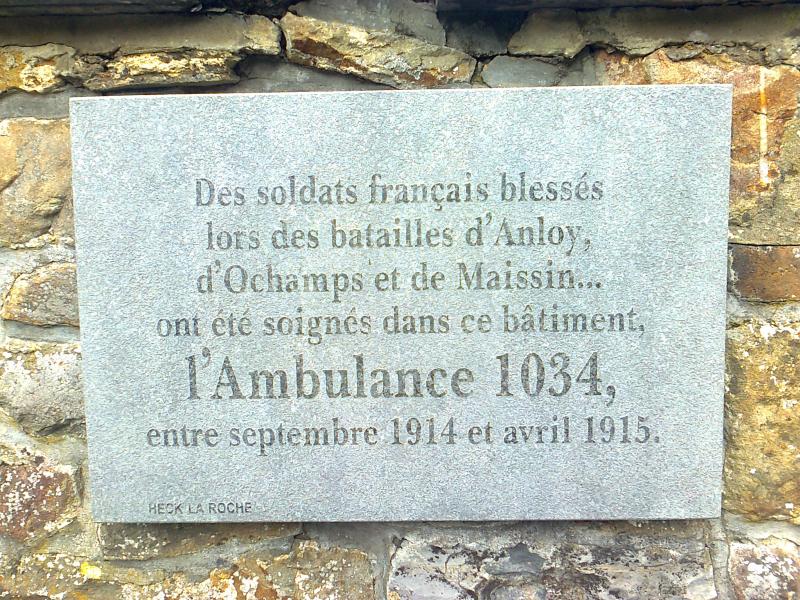 Des soldats français blessés
lors des batailles d'Anloy,
d'Ochamps et de Maissin...
ont été soignés dans ce bâtiment,
l'Ambulance 1034,
entre septembre 1914 et avril 1915.
HECK LA ROCHE